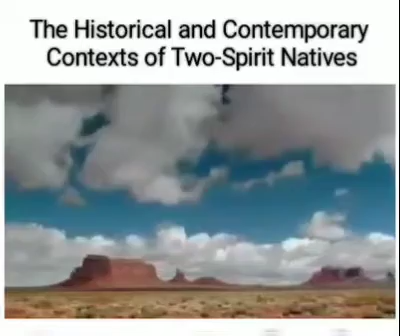 The Historical and Contemporary
Contexts of Two-Spirit Natives